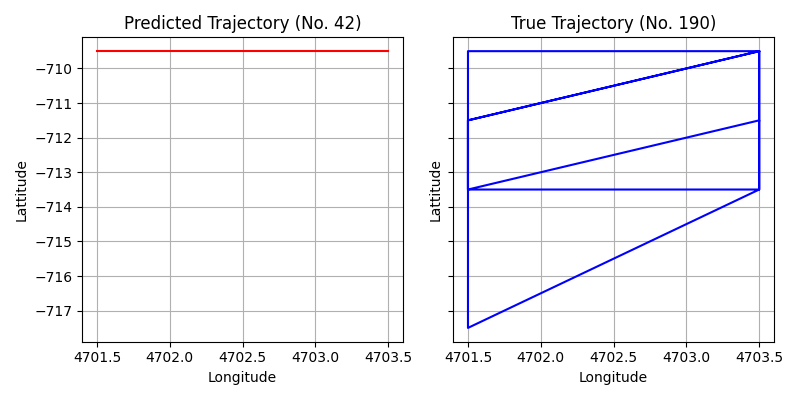 Predicted Trajectory (No. 42)
True Trajectory (No. 190)
Lattitude
−710
−711
−712
−713
−714
−715
−716
−717
4701.5 4702.0 4702.5 4703.0 4703.5
Longitude
Lattitude
4701.5 4702.0 4702.5 4703.0 4703.5
Longitude